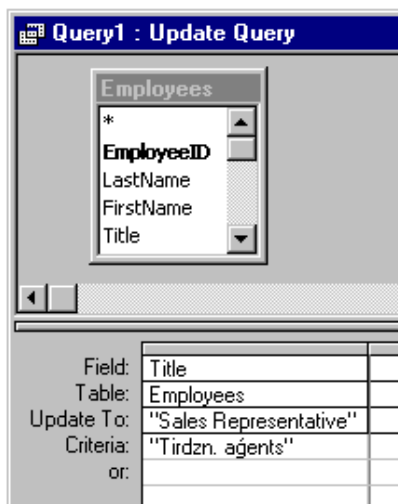 Query1 : Update Query
Employees
*
EmployeeID
LastName
FirstName
Title
Field: Title
Table: Employees
Update To: "Sales Representative"
Criteria: "Tirdzn. aģents"
or: